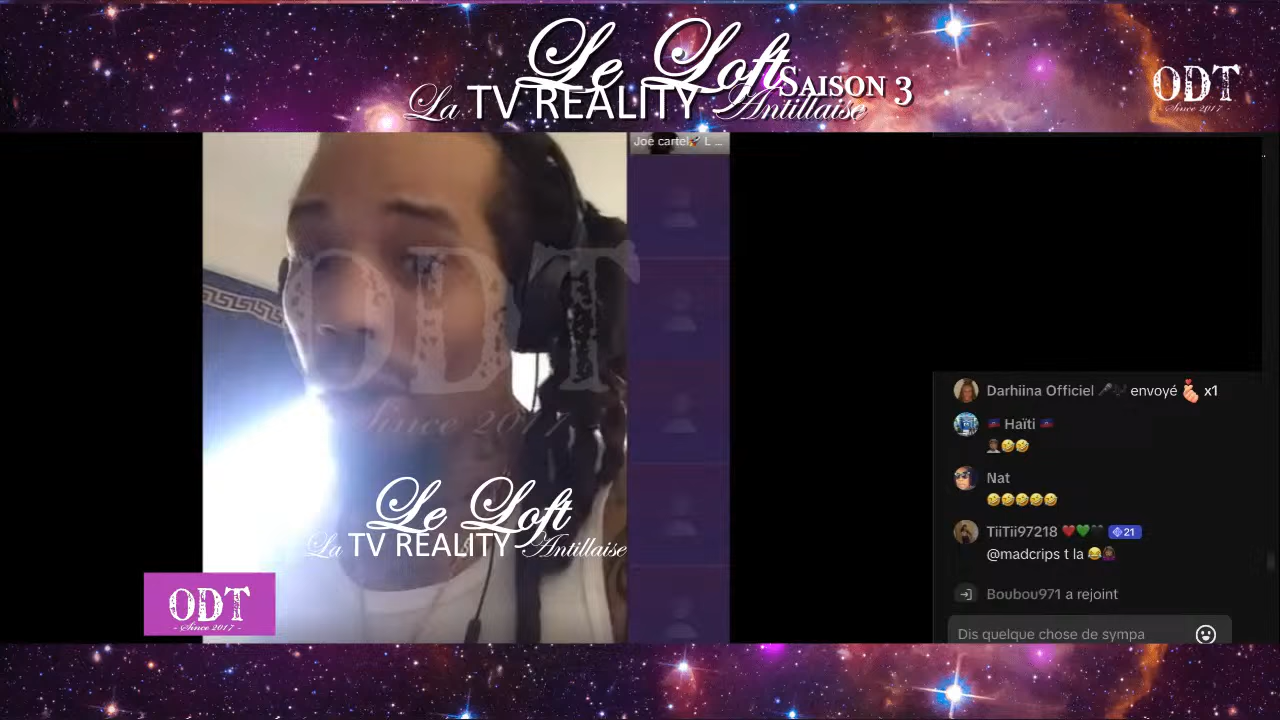 Le Loft SAISON 3
La TV REALITY Antillaise
ODT
Since 2017
Joe cartel🚀 L
ODT
Since 2017
Le Loft
La TV REALITY Antillaise
ODT
- Since 2017 -
Darhiina Officiel envoyé x1
🇭🇹 Haïti 🇭🇹
🤣🤣
Nat
🤣🤣🤣🤣🤣
TiiTii97218 ❤️💚🖤 21
@madcrips t la 😂
Boubou971 a rejoint
Dis quelque chose de sympa